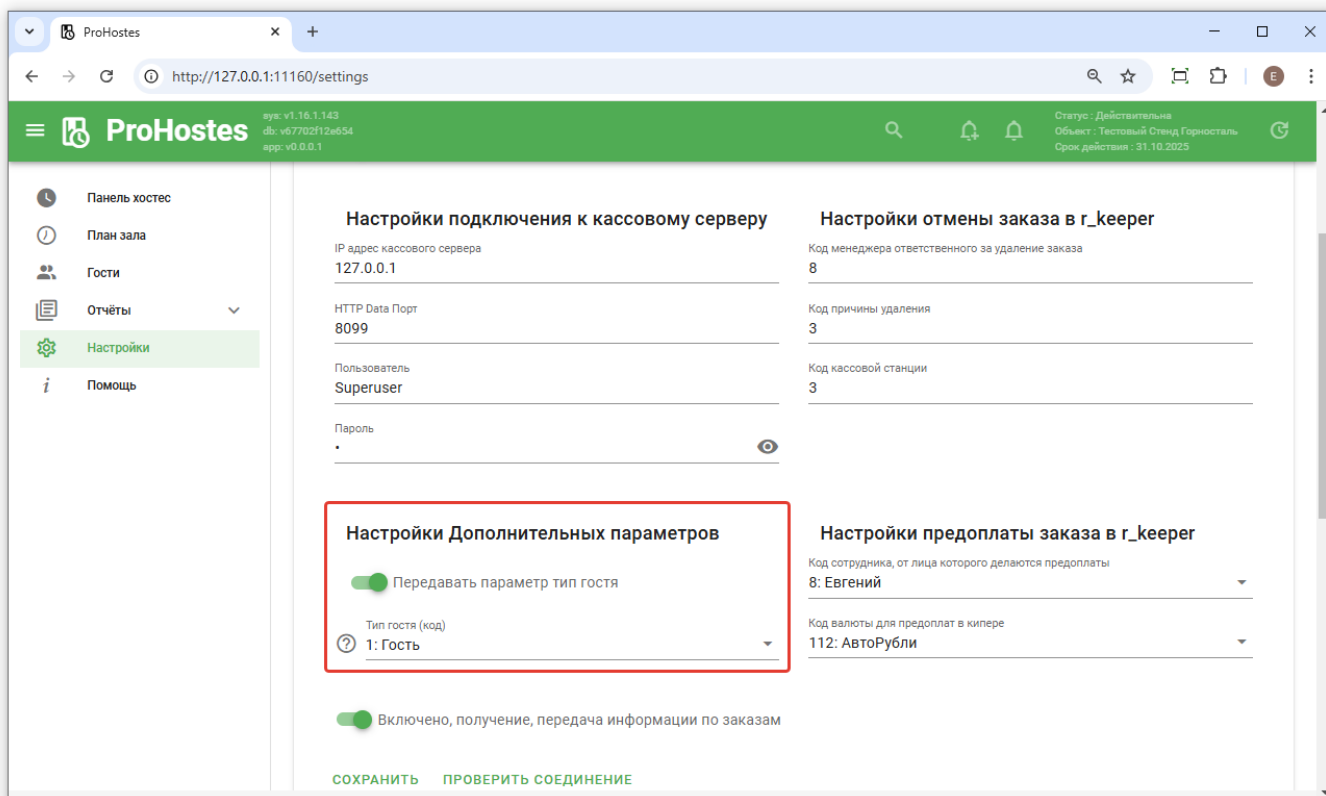 ProHostes
http://127.0.0.1:11160/settings
E
ProHostes
sys: v1.16.1.143
db: v67702f12e654
app: v0.0.0.1
Статус : Действительна
Объект : Тестовый Стенд Горносталь
Срок действия : 31.10.2025
Панель хостес
План зала
Гости
Отчёты
Настройки
Помощь
Настройки подключения к кассовому серверу
IP адрес кассового сервера
127.0.0.1
HTTP Data Порт
8099
Пользователь
Superuser
Пароль
•
Настройки отмены заказа в r_keeper
Код менеджера ответственного за удаление заказа
8
Код причины удаления
3
Код кассовой станции
3
Настройки Дополнительных параметров
Передавать параметр тип гостя
Тип гостя (код)
1: Гость
Настройки предоплаты заказа в r_keeper
Код сотрудника, от лица которого делаются предоплаты
8: Евгений
Код валюты для предоплат в кипере
112: АвтоРубли
Включено, получение, передача информации по заказам
СОХРАНИТЬ ПРОВЕРИТЬ СОЕДИНЕНИЕ